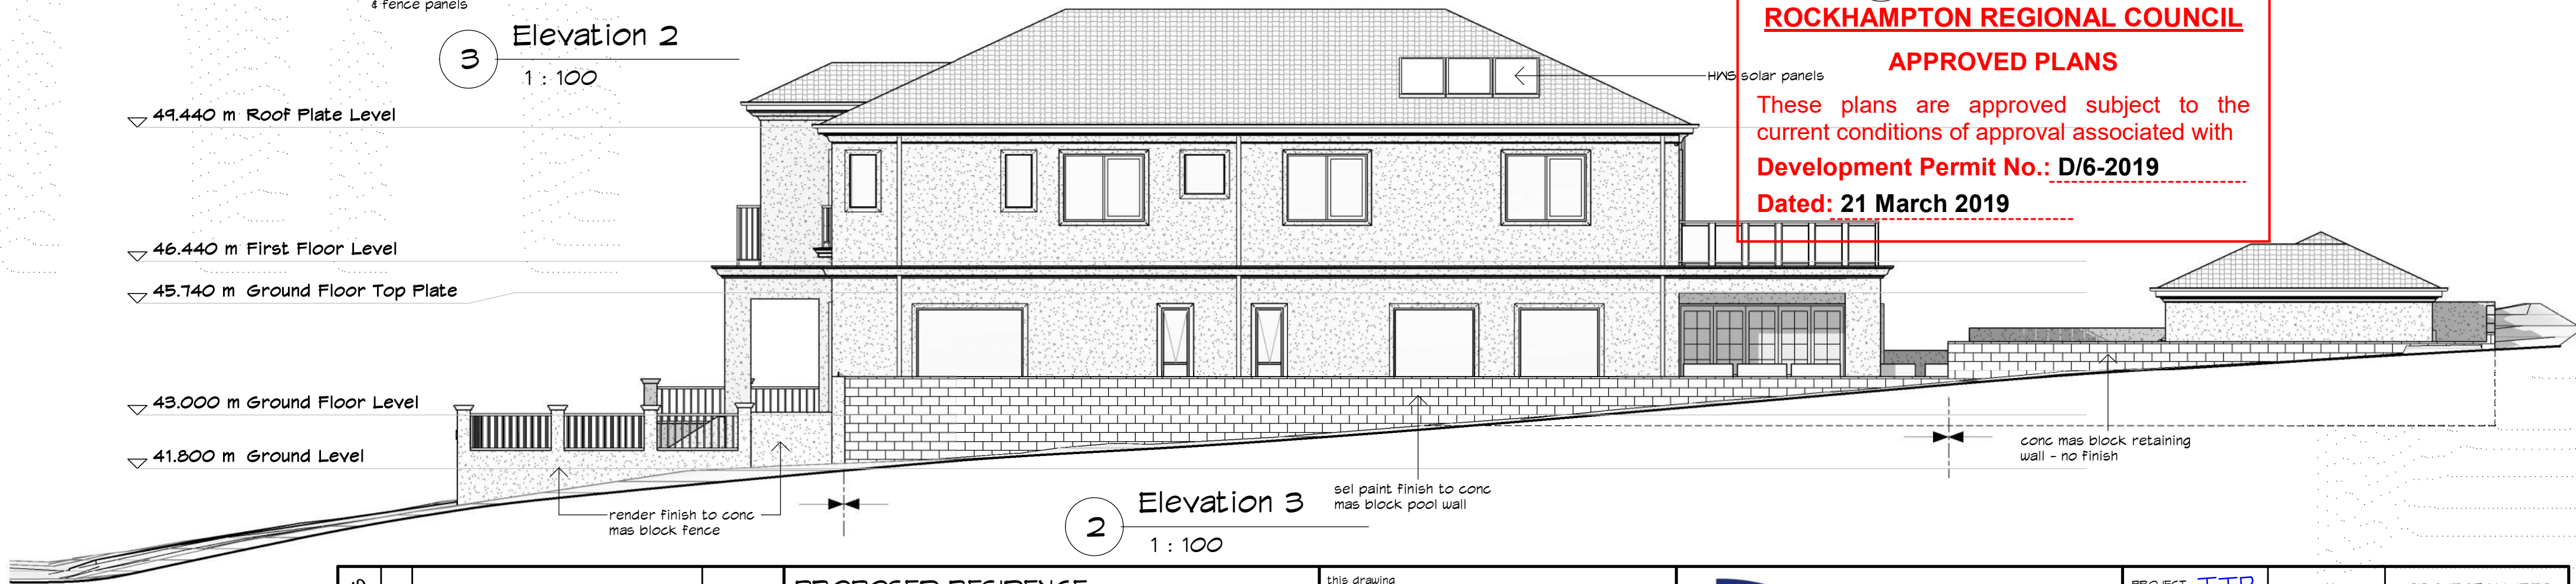 & fence panels
3
Elevation 2
1 : 100
ROCKHAMPTON REGIONAL COUNCIL
APPROVED PLANS
These plans are approved subject to the
current conditions of approval associated with
Development Permit No.: D/6-2019
Dated: 21 March 2019
HWS solar panels
49.440 m Roof Plate Level
46.440 m First Floor Level
45.740 m Ground Floor Top Plate
43.000 m Ground Floor Level
41.800 m Ground Level
render finish to conc
mas block fence
2
Elevation 3
1 : 100
sel paint finish to conc
mas block pool wall
conc mas block retaining
wall - no finish
PROPOSED RESIDENCE
this drawing
PROJECT